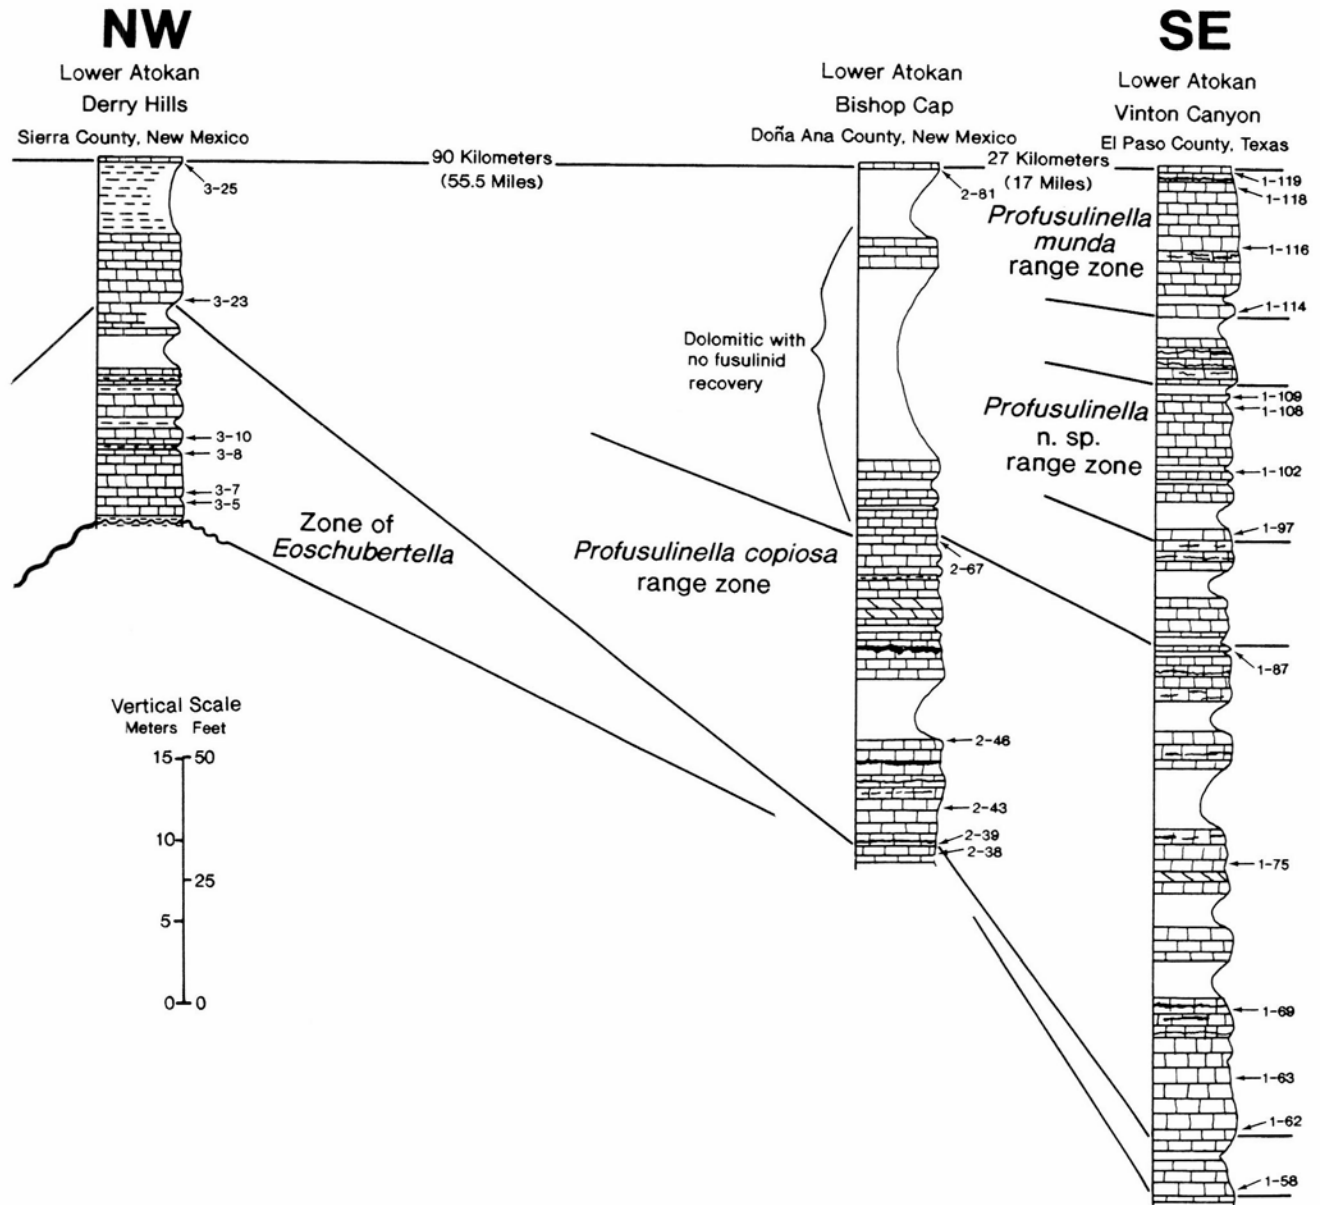 NW
Lower Atokan
Derry Hills
Sierra County, New Mexico
SE
Lower Atokan
Bishop Cap
Doña Ana County, New Mexico
Lower Atokan
Vinton Canyon
El Paso County, Texas
90 Kilometers
(55.5 Miles)
27 Kilometers
(17 Miles)
3-25
3-23
3-10
3-8
3-7
3-5
Zone of
Eoschubertella
Profusulinella copiosa
range zone
Dolomitic with
no fusulinid
recovery
2-81
2-67
2-46
2-43
2-39
2-38
Profusulinella
munda
range zone
Profusulinella
n. sp.
range zone
1-119
1-118
1-116
1-114
1-109
1-108
1-102
1-97
1-87
1-75
1-69
1-63
1-62
1-58
Vertical Scale
Meters Feet
15 50
10
25
5
0 0